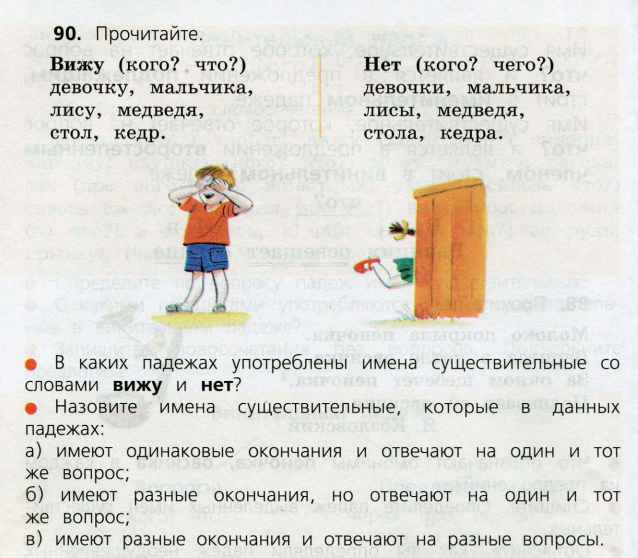 90. Прочитайте.
Вижу (кого? что?)
девочку, мальчика,
лису, медведя,
стол, кедр.
Нет (кого? чего?)
девочки, мальчика,
лисы, медведя,
стола, кедра.
● В каких падежах употреблены имена существительные со
словами вижу и нет?
● Назовите имена существительные, которые в данных
падежах:
а) имеют одинаковые окончания и отвечают на один и тот
же вопрос;
б) имеют разные окончания, но отвечают на один и тот
же вопрос;
в) имеют разные окончания и отвечают на разные вопросы.